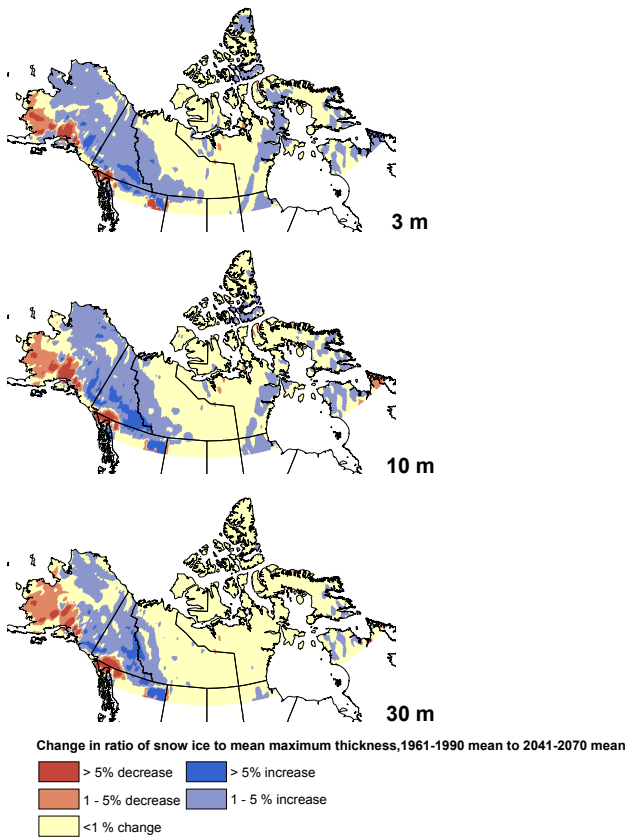 3 m
10 m
30 m
Change in ratio of snow ice to mean maximum thickness,1961-1990 mean to 2041-2070 mean
> 5% decrease > 5% increase
1 - 5% decrease 1 - 5 % increase
<1 % change